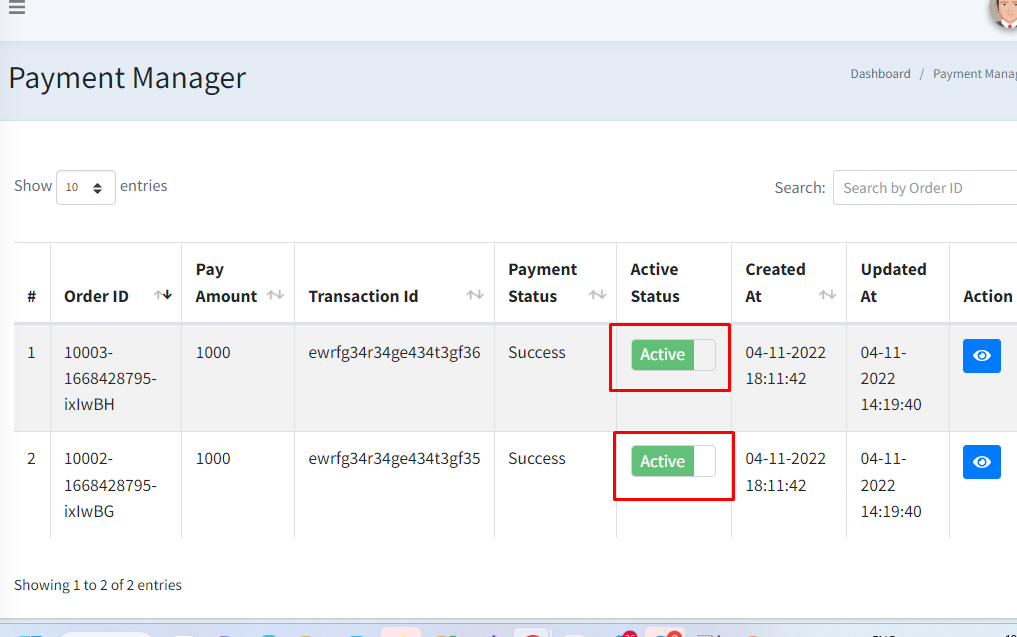 Payment Manager
Dashboard / Payment Manag
Show 10 entries
Search: Search by Order ID
# Order ID Pay Amount Transaction Id Payment Status Active Status Created At Updated At Action
1 10003-1668428795-ixIwBH 1000 ewrfg34r34ge434t3gf36 Success Active 04-11-2022 18:11:42 04-11-2022 14:19:40
2 10002-1668428795-ixIwBG 1000 ewrfg34r34ge434t3gf35 Success Active 04-11-2022 18:11:42 04-11-2022 14:19:40
Showing 1 to 2 of 2 entries